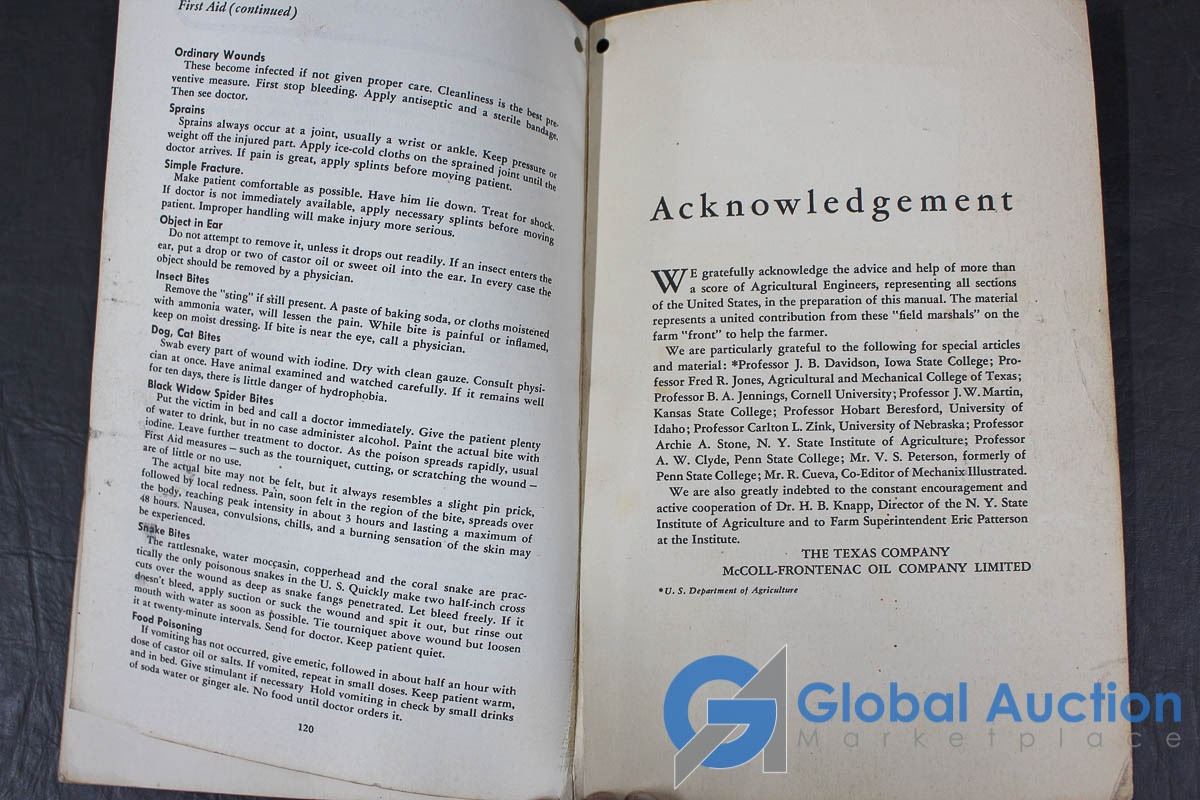 First Aid (continued)
Ordinary Wounds
These become infected if not given proper care. Cleanliness is the best pre-
ventive measure. First stop bleeding. Apply antiseptic and a sterile bandage.
Then see doctor.
Sprains
Sprains always occur at a joint, usually a wrist or ankle. Keep pressure or
weight off the injured part. Apply ice-cold cloths on the sprained joint until the
doctor arrives. If pain is great, apply splints before moving patient.
Simple Fracture.
Make patient comfortable as possible. Have him lie down. Treat for shock.
If doctor is not immediately available, apply necessary splints before moving
patient. Improper handling will make injury more serious.
Object in Ear
Do not attempt to remove it, unless it drops out readily. If an insect enters the
ear, put a drop or two of castor oil or sweet oil into the ear. In every case the
object should be removed by a physician.
Insect Bites
Remove the "sting" if still present. A paste of baking soda, or cloths moistened
with ammonia water, will lessen the pain. While bite is painful or inflamed,
keep on moist dressing. If bite is near the eye, call a physician.
Dog, Cat Bites
Swab every part of wound with iodine. Dry with clean gauze. Consult physi-
cian at once. Have animal examined and watched carefully. If it remains well
for ten days, there is little danger of hydrophobia.
Black Widow Spider Bites
Put the victim in bed and call a doctor immediately. Give the patient plenty
of water to drink, but in no case administer alcohol. Paint the actual bite with
iodine. Leave further treatment to doctor. As the poison spreads rapidly, usual
First Aid measures — such as the tourniquet, cutting, or scratching the wound —
are of little or no use.
The actual bite may not be felt, but it always resembles a slight pin prick,
followed by local redness. Pain, soon felt in the region of the bite, spreads over
the body, reaching peak intensity in about 3 hours and lasting a maximum of
48 hours. Nausea, convulsions, chills, and a burning sensation of the skin may
be experienced.
Snake Bites
The rattlesnake, water moccasin, copperhead and the coral snake are prac-
tically the only poisonous snakes in the U. S. Quickly make two half-inch cross
cuts over the wound as deep as snake fangs penetrated. Let bleed freely. If it
doesn't bleed, apply suction or suck the wound and spit it out, but rinse out
mouth with water as soon as possible. Tie tourniquet above wound but loosen
it at twenty-minute intervals. Send for doctor. Keep patient quiet.
Food Poisoning
If vomiting has not occurred, give emetic, followed in about half an hour with
dose of castor oil or salts. If vomited, repeat in small doses. Keep patient warm,
and in bed. Give stimulant if necessary Hold vomiting in check by small drinks
of soda water or ginger ale. No food until doctor orders it.
120
Acknowledgement
WE gratefully acknowledge the advice and help of more than
a score of Agricultural Engineers, representing all sections
of the United States, in the preparation of this manual. The material
represents a united contribution from these "field marshals" on the
farm "front" to help the farmer.
We are particularly grateful to the following for special articles
and material: *Professor J. B. Davidson, Iowa State College; Pro-
fessor Fred R. Jones, Agricultural and Mechanical College of Texas;
Professor B. A. Jennings, Cornell University; Professor J. W. Martin,
Kansas State College; Professor Hobart Beresford, University of
Idaho; Professor Carlton L. Zink, University of Nebraska; Professor
Archie A. Stone, N. Y. State Institute of Agriculture; Professor
A. W. Clyde, Penn State College; Mr. V. S. Peterson, formerly of
Penn State College; Mr. R. Cueva, Co-Editor of Mechanix Illustrated.
We are also greatly indebted to the constant encouragement and
active cooperation of Dr. H. B. Knapp, Director of the N. Y. State
Institute of Agriculture and to Farm Superintendent Eric Patterson
at the Institute.
THE TEXAS COMPANY
McCOLL-FRONTENAC OIL COMPANY LIMITED
*U. S. Department of Agriculture
Global Auction
Marketplace